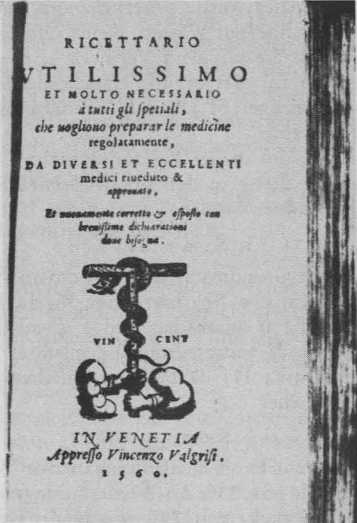 RICETTARIO
VTILISSIMO
ET MOLTO NECESSARIO
à tutti gli ſpetiali,
che uogliono preparar le medicine
regolatamente,
DA DIVERSI ET ECCELLENTI
medici riueduto &
approuato,
Et nuouamente corretto & eſpoſto con
breuiſſime dichiarationi
doue biſogna.
VIN CENT
IN VENETIA
Appreſſo Vincenzo Valgriſi.
1560.